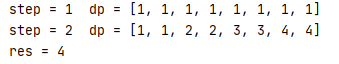 step = 1  dp = [1, 1, 1, 1, 1, 1, 1, 1]
step = 2  dp = [1, 1, 2, 2, 3, 3, 4, 4]
res = 4